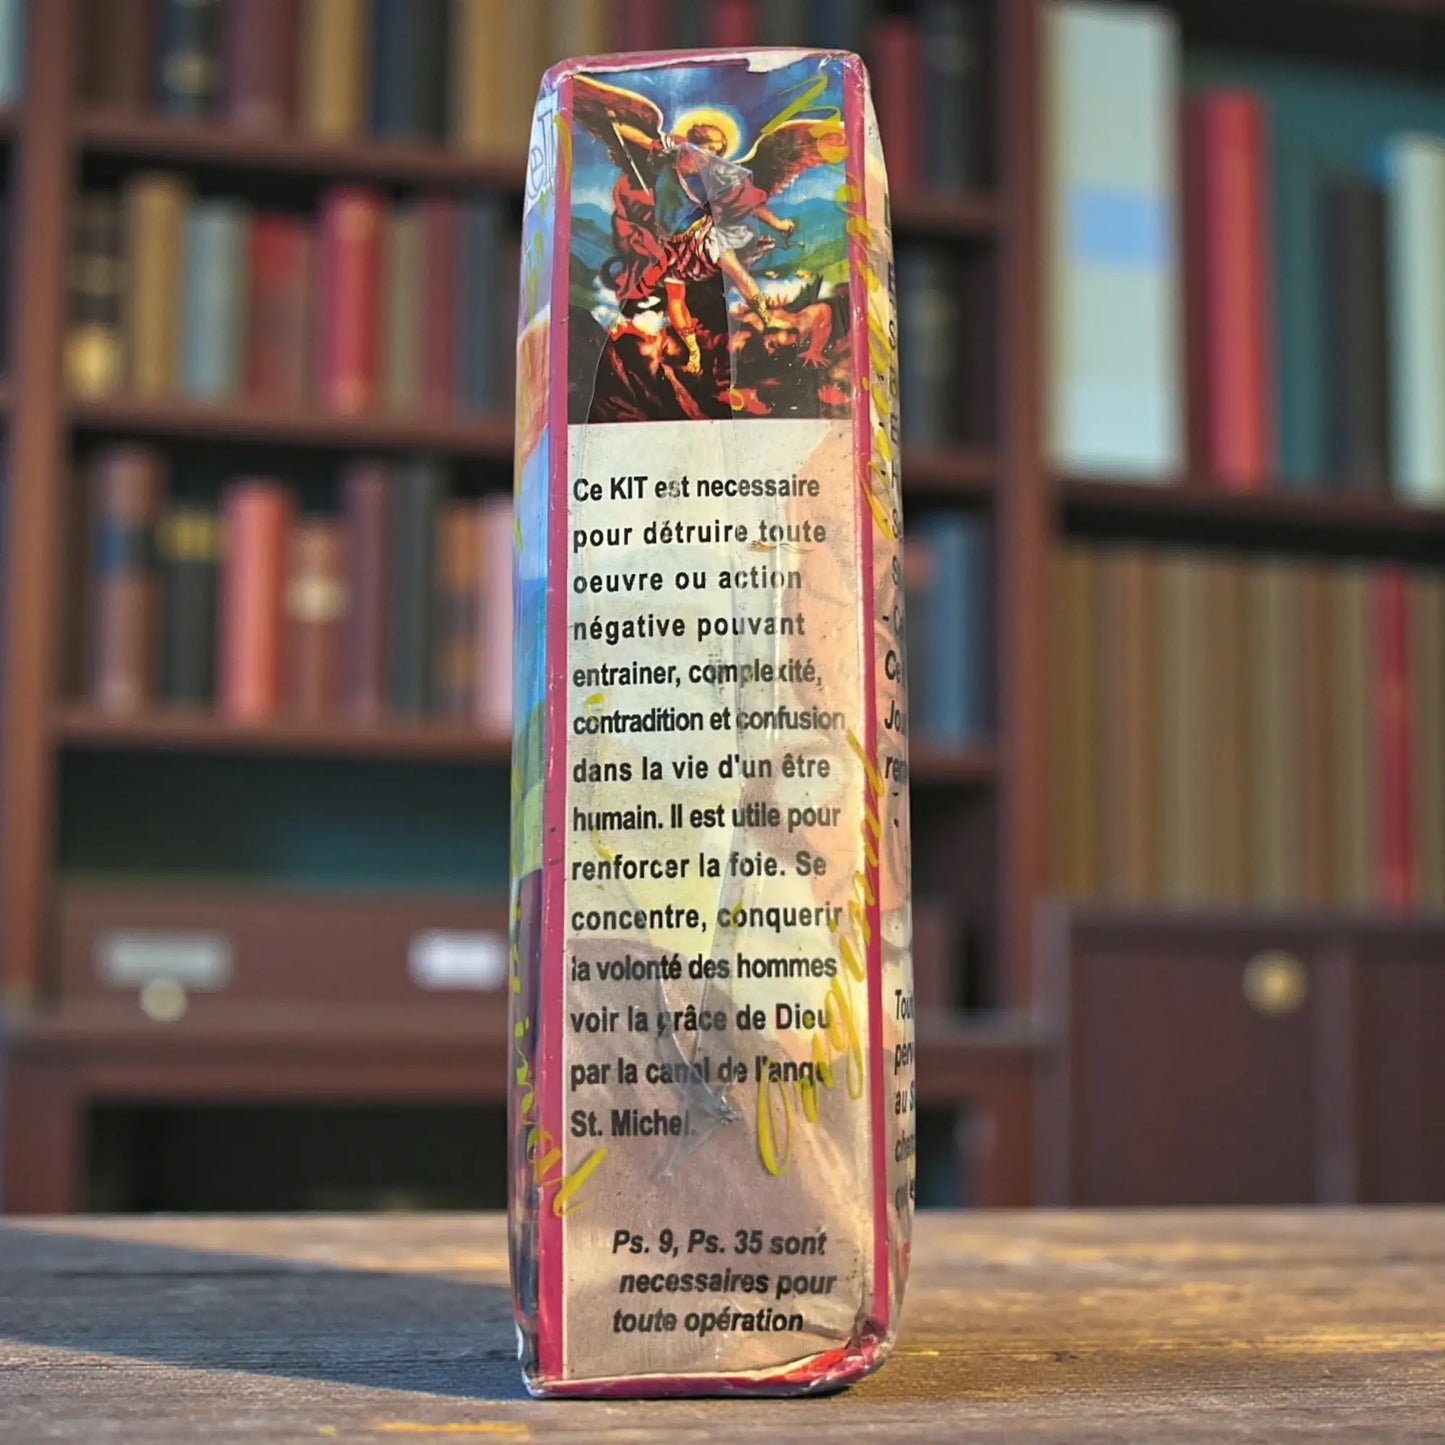 Ce KIT est necessaire
pour détruire toute
oeuvre ou action
négative pouvant
entrainer, complexité,
contradition et confusion
dans la vie d'un être
humain. Il est utile pour
renforcer la foie. Se
concentre, conquerir
la volonté des hommes
voir la grâce de Dieu
par la canal de l'ange
St. Michel.
Ps. 9, Ps. 35 sont
necessaires pour
toute opération
Original